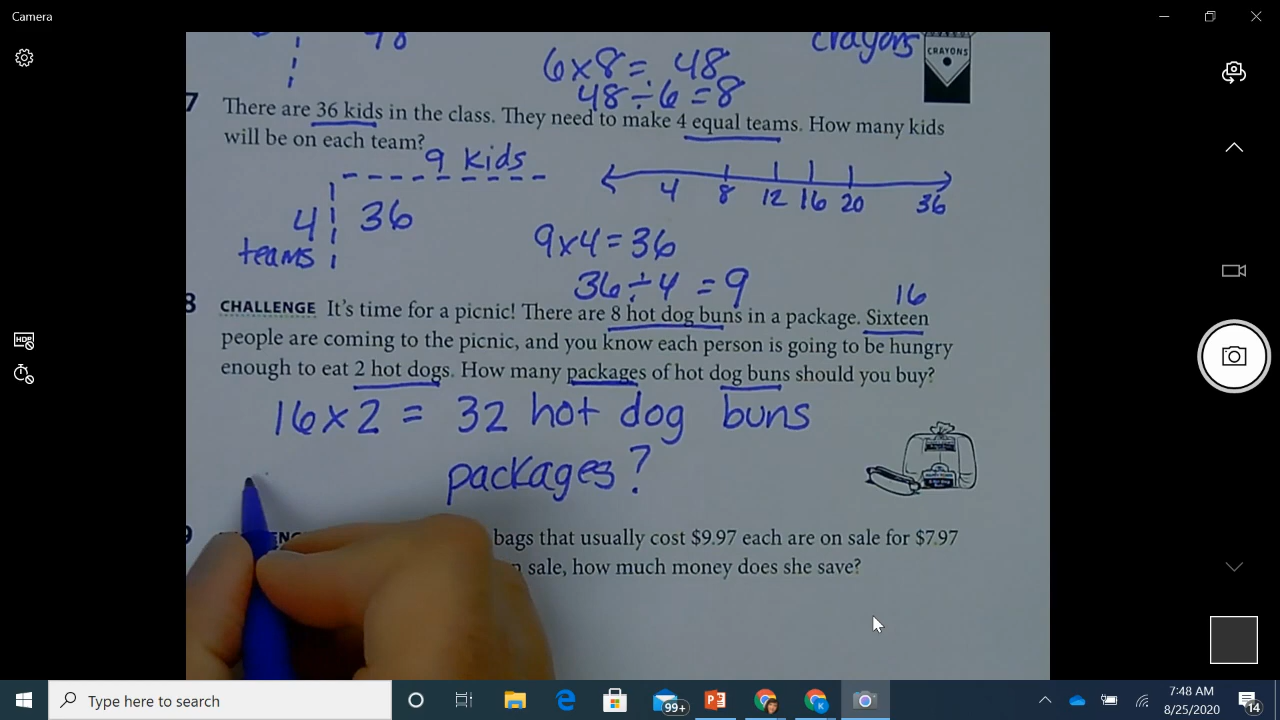 Camera
48
crayons
CRAYONS
6x8= 48
48÷6=8
7 There are 36 kids in the class. They need to make 4 equal teams. How many kids
will be on each team?
9 kids
4 36
teams
4 8 12 16 20 36
9x4=36
36÷4=9
16
8 CHALLENGE It's time for a picnic! There are 8 hot dog buns in a package. Sixteen
people are coming to the picnic, and you know each person is going to be hungry
enough to eat 2 hot dogs. How many packages of hot dog buns should you buy?
16x2 = 32 hot dog buns
packages?
9 bags that usually cost $9.97 each are on sale for $7.97
sale, how much money does she save?
Type here to search
99+
K
7:48 AM
8/25/2020
14
HDR